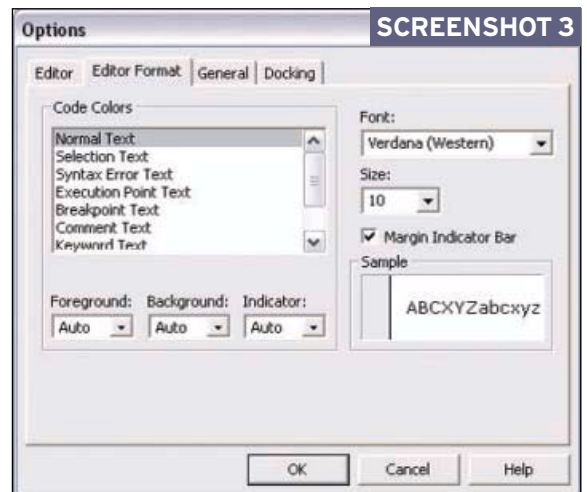 Options
SCREENSHOT 3
Editor Editor Format General Docking
Code Colors
Normal Text
Selection Text
Syntax Error Text
Execution Point Text
Breakpoint Text
Comment Text
Keyword Text
Foreground: Background: Indicator:
Auto Auto Auto
Font:
Verdana (Western)
Size:
10
Margin Indicator Bar
Sample
ABCXYZabcxyz
OK Cancel Help